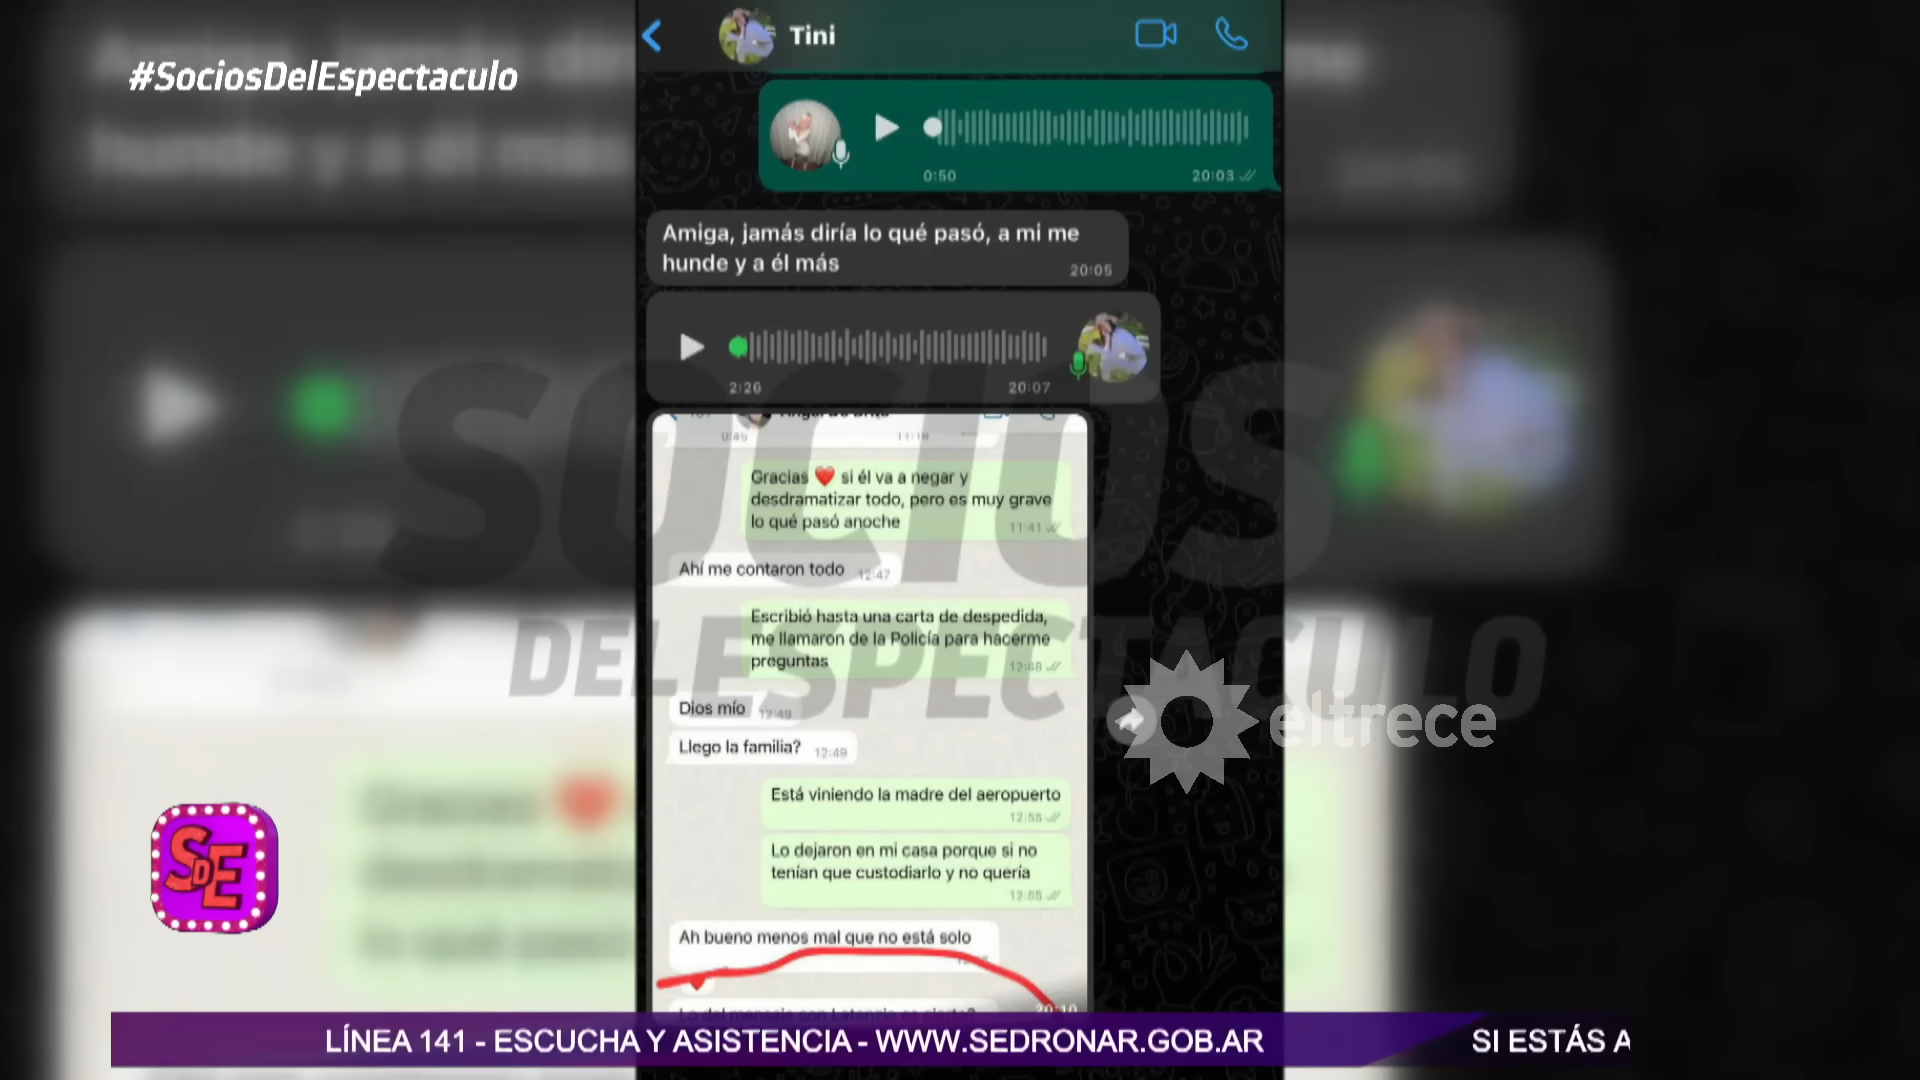 #SociosDelEspectaculo
Tini
0:50
20:03
Amiga, jamás diría lo qué pasó, a mi me
hunde y a él más
20:05
2:26
20:07
0:49
11:18
Gracias ❤️ si él va a negar y
desdramatizar todo, pero es muy grave
lo qué pasó anoche
11:41
Ahí me contaron todo
12:47
Escribió hasta una carta de despedida,
me llamaron de la Policía para hacerme
preguntas
12:48
Dios mío
12:49
Llego la familia?
12:49
Está viniendo la madre del aeropuerto
12:55
Lo dejaron en mi casa porque si no
tenían que custodiarlo y no quería
12:55
Ah bueno menos mal que no está solo
20:10
SOCIOS
DEL ESPECTACULO
eltrece
SDE
LÍNEA 141 - ESCUCHA Y ASISTENCIA - WWW.SEDRONAR.GOB.AR
SI ESTÁS A